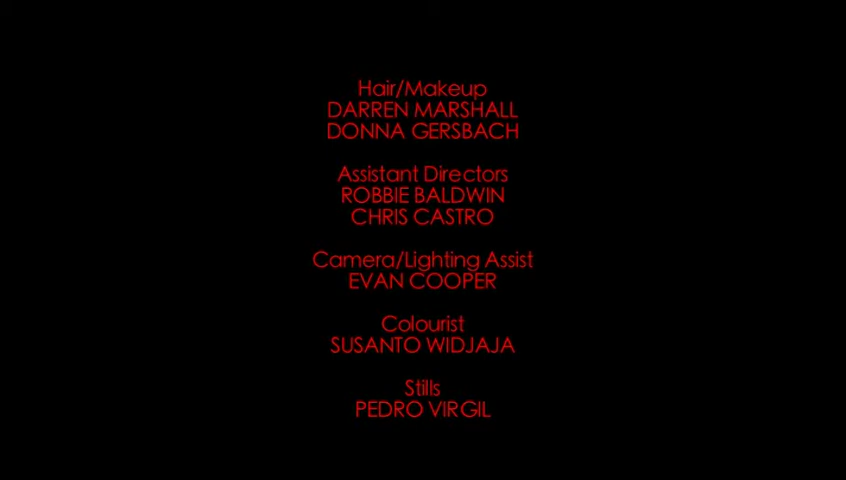 Hair/Makeup
DARREN MARSHALL
DONNA GERSBACH
Assistant Directors
ROBBIE BALDWIN
CHRIS CASTRO
Camera/Lighting Assist
EVAN COOPER
Colourist
SUSANTO WIDJAJA
Stills
PEDRO VIRGIL